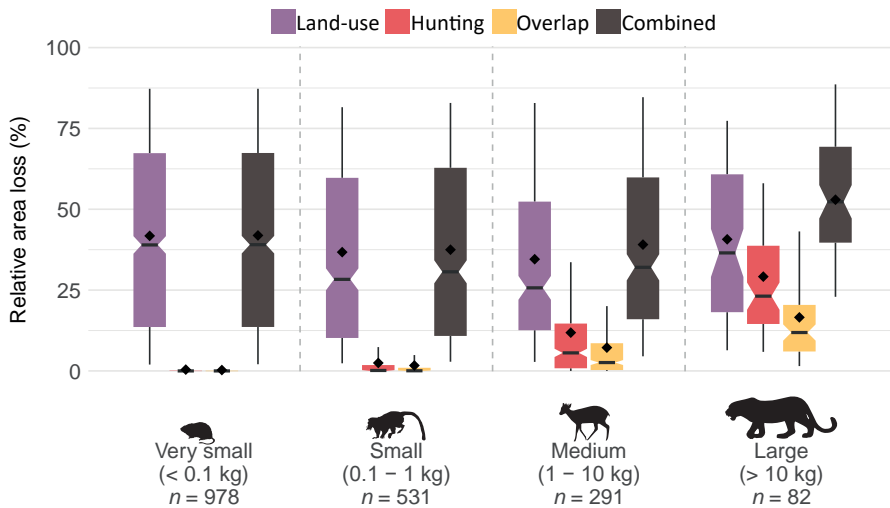 Land-use Hunting Overlap Combined
100
75
50
25
0
Relative area loss (%)
Very small
(< 0.1 kg)
n = 978
Small
(0.1 − 1 kg)
n = 531
Medium
(1 − 10 kg)
n = 291
Large
(> 10 kg)
n = 82